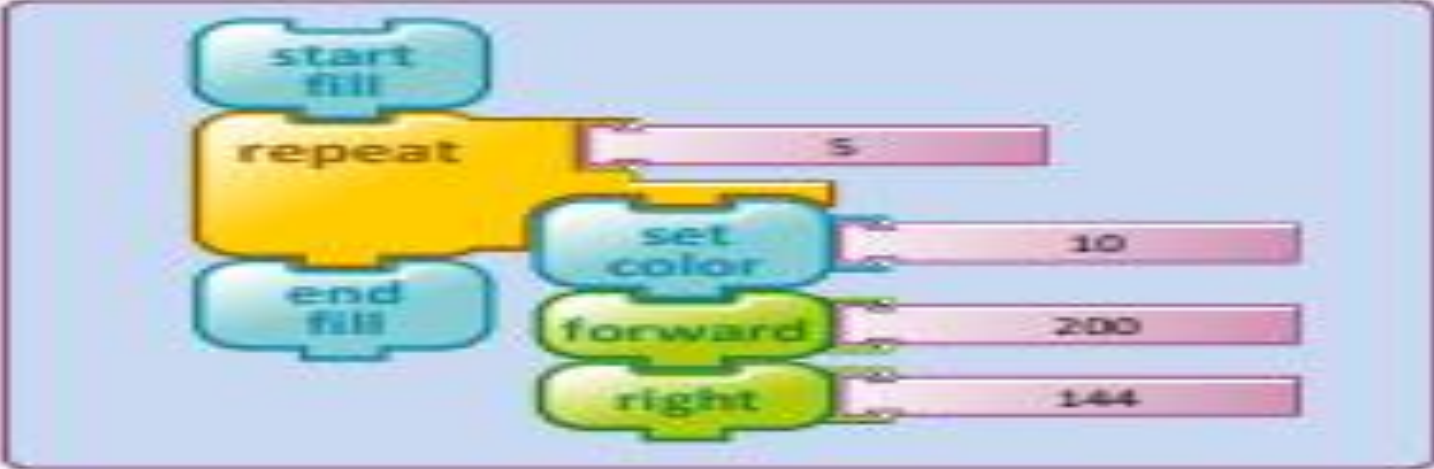 start
fill
repeat 5
set
color 10
end
fill
forward 200
right 144